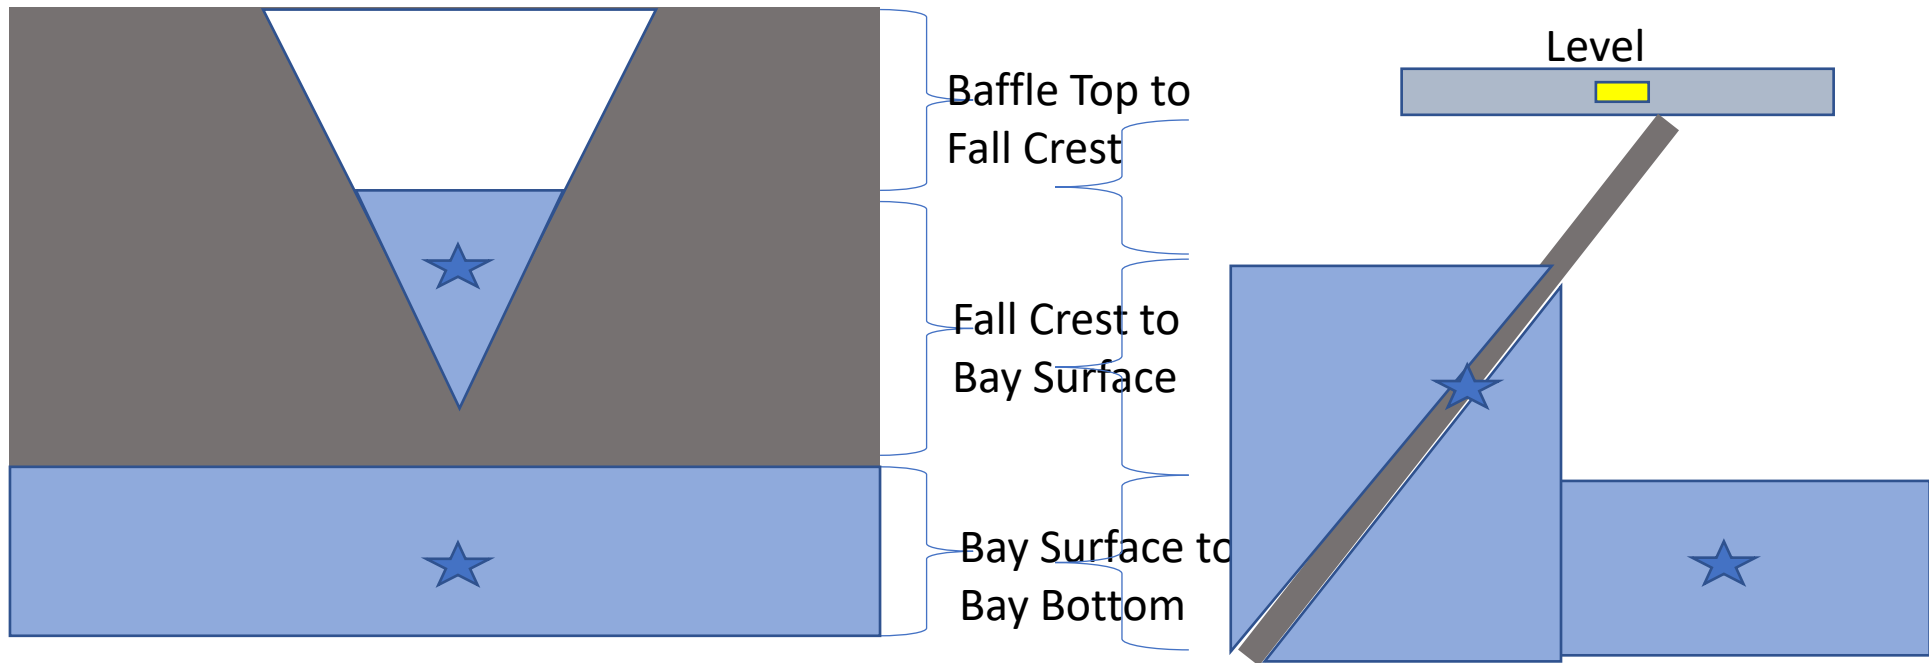 Level
Baffle Top to
Fall Crest
Fall Crest to
Bay Surface
Bay Surface to
Bay Bottom